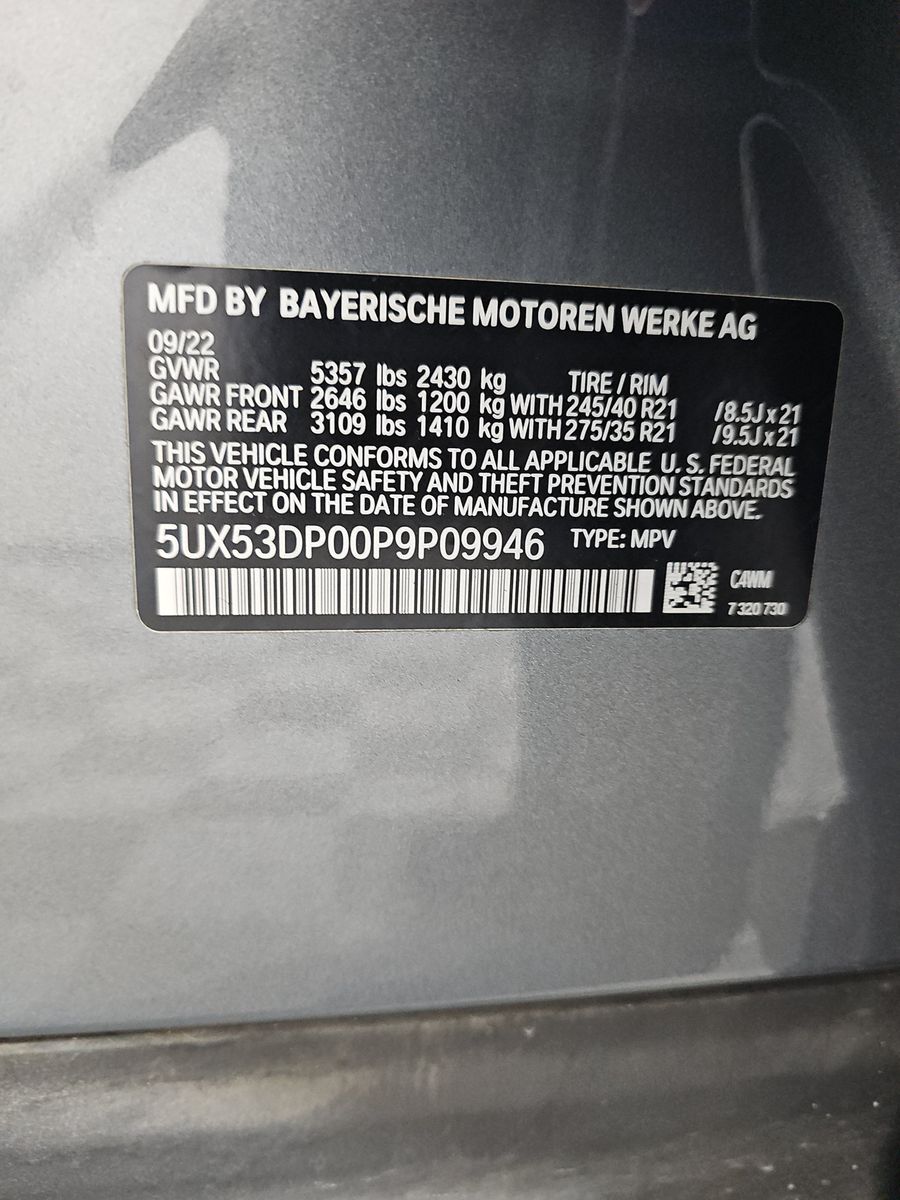 MFD BY BAYERISCHE MOTOREN WERKE AG
09/22
GVWR 5357 lbs 2430 kg TIRE / RIM
GAWR FRONT 2646 lbs 1200 kg WITH 245/40 R21 /8.5J x 21
GAWR REAR 3109 lbs 1410 kg WITH 275/35 R21 /9.5J x 21
THIS VEHICLE CONFORMS TO ALL APPLICABLE U. S. FEDERAL
MOTOR VEHICLE SAFETY AND THEFT PREVENTION STANDARDS
IN EFFECT ON THE DATE OF MANUFACTURE SHOWN ABOVE.
5UX53DP00P9P09946 TYPE: MPV
C4WM
7 320 730